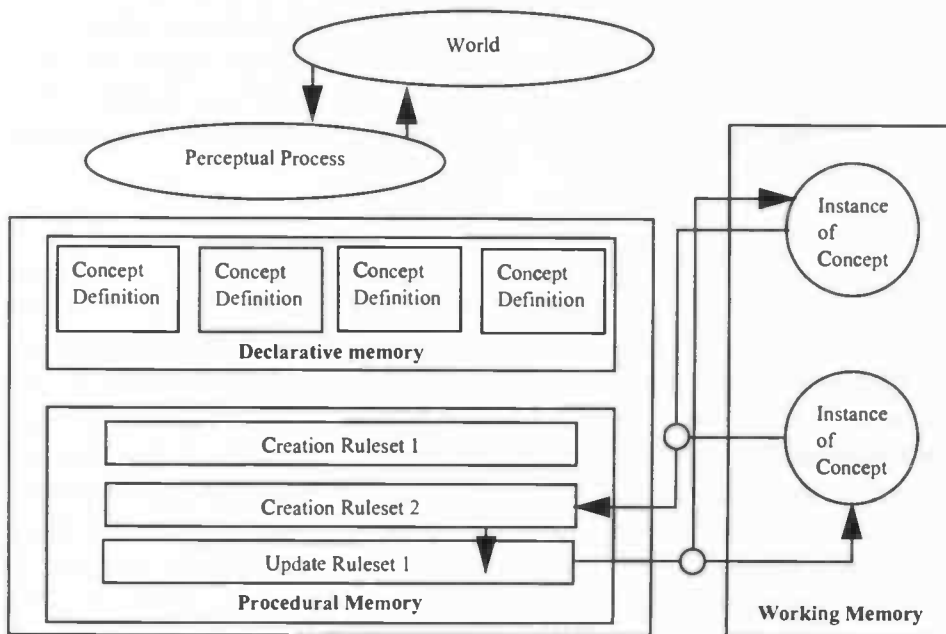 World
Perceptual Process
Concept
Definition
Concept
Definition
Concept
Definition
Concept
Definition
Declarative memory
Creation Ruleset 1
Creation Ruleset 2
Update Ruleset 1
Procedural Memory
Instance
of
Concept
Instance
of
Concept
Working Memory